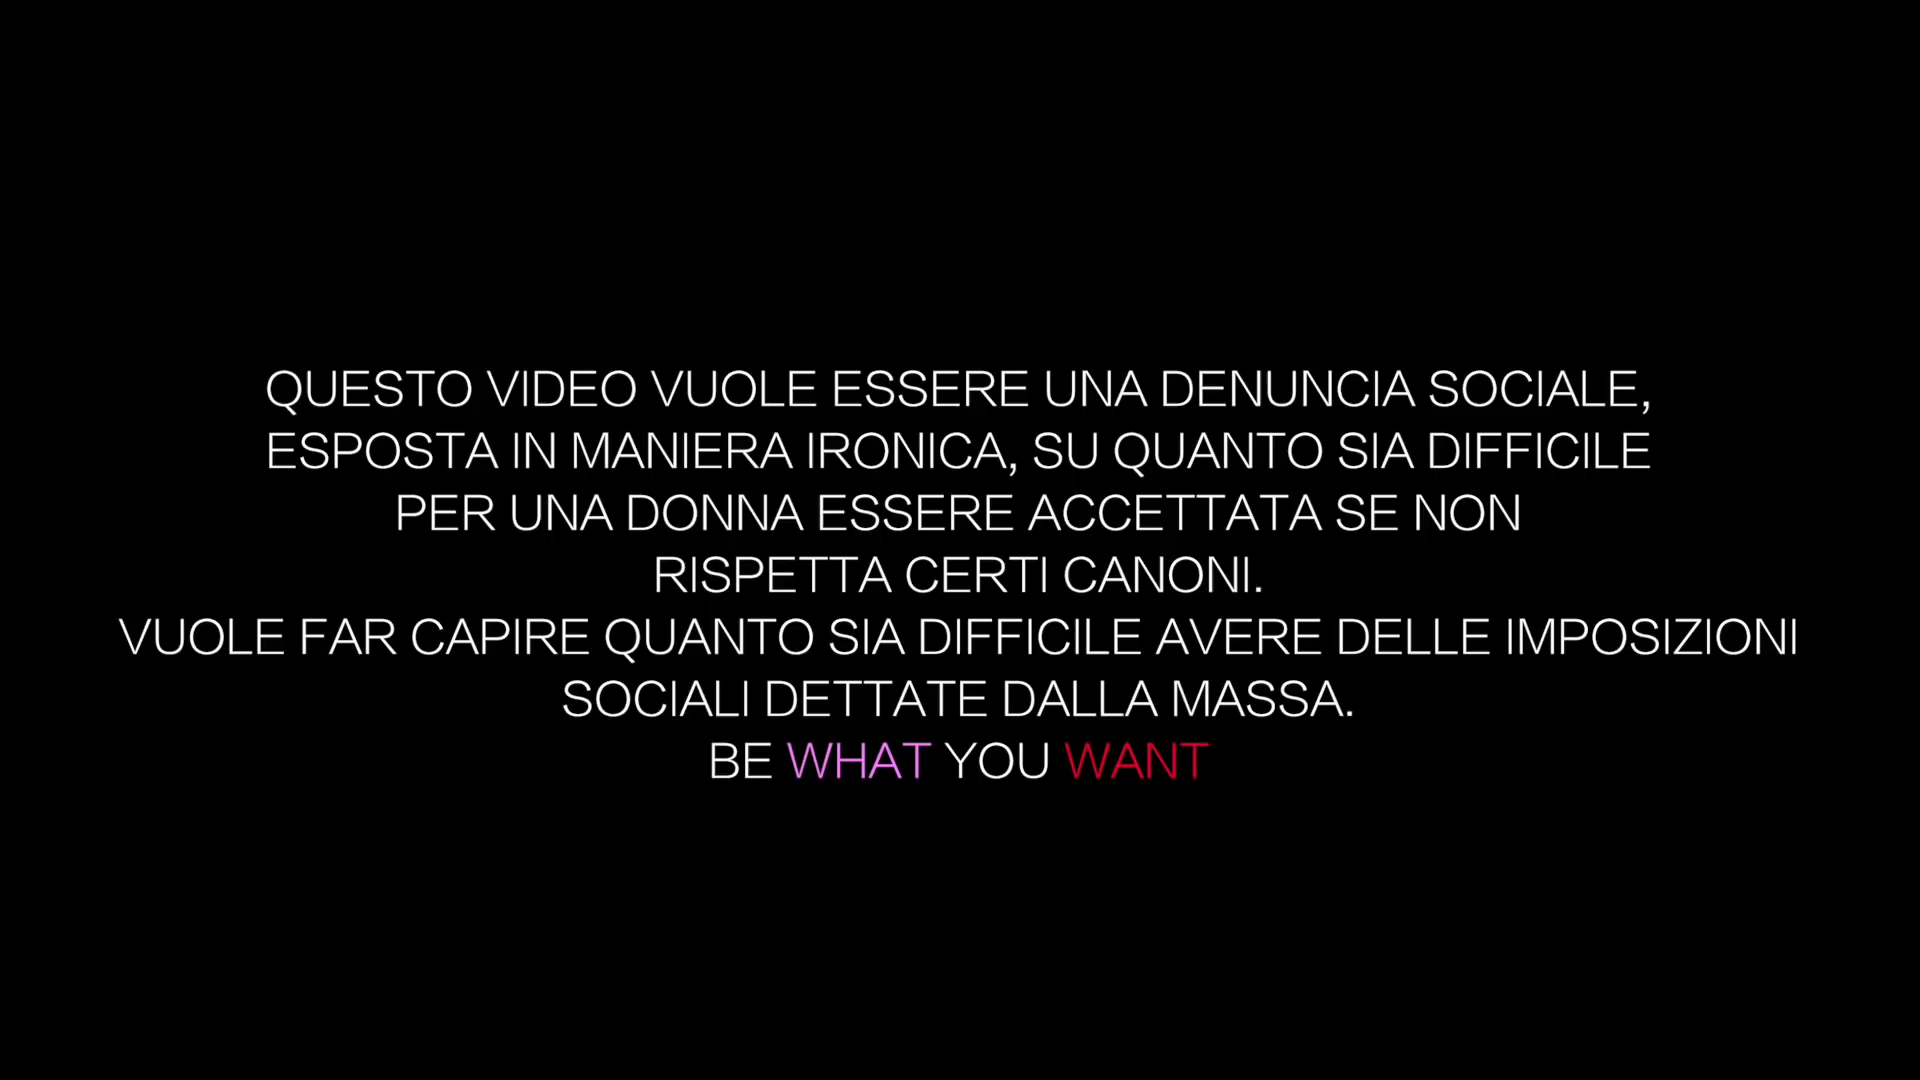 QUESTO VIDEO VUOLE ESSERE UNA DENUNCIA SOCIALE,
ESPOSTA IN MANIERA IRONICA, SU QUANTO SIA DIFFICILE
PER UNA DONNA ESSERE ACCETTATA SE NON
RISPETTA CERTI CANONI.
VUOLE FAR CAPIRE QUANTO SIA DIFFICILE AVERE DELLE IMPOSIZIONI
SOCIALI DETTATE DALLA MASSA.
BE WHAT YOU WANT